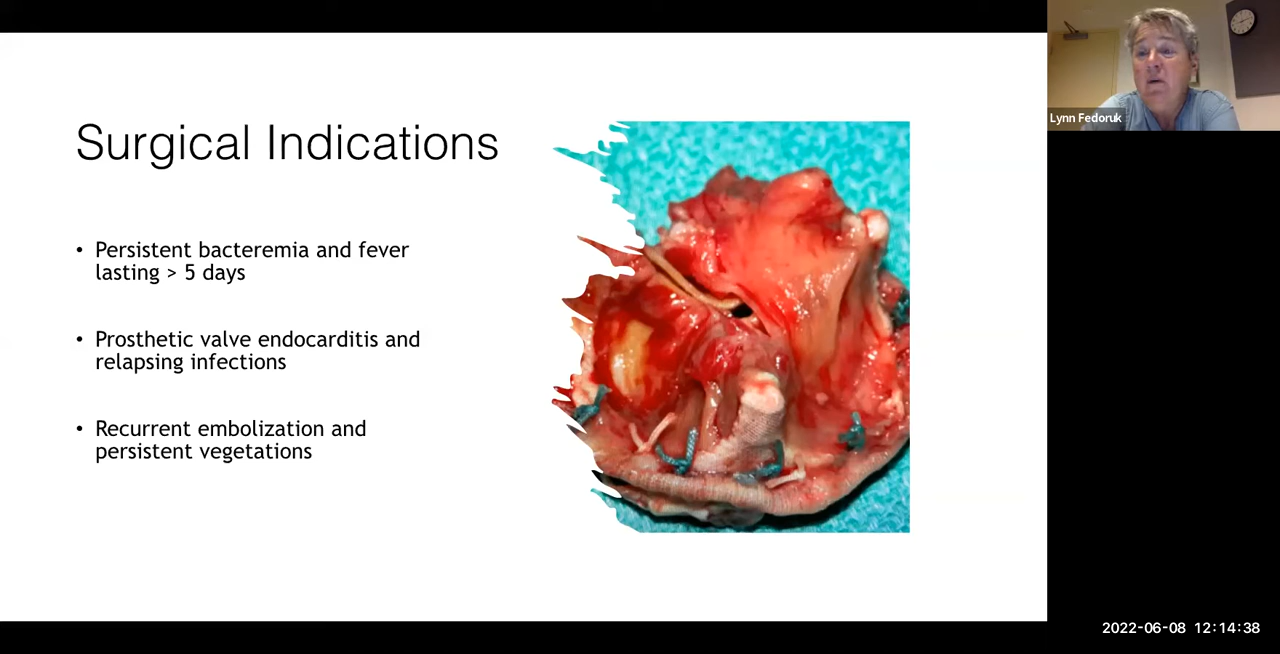 Surgical Indications
• Persistent bacteremia and fever
lasting > 5 days
• Prosthetic valve endocarditis and
relapsing infections
• Recurrent embolization and
persistent vegetations
Lynn Fedoruk
2022-06-08 12:14:38